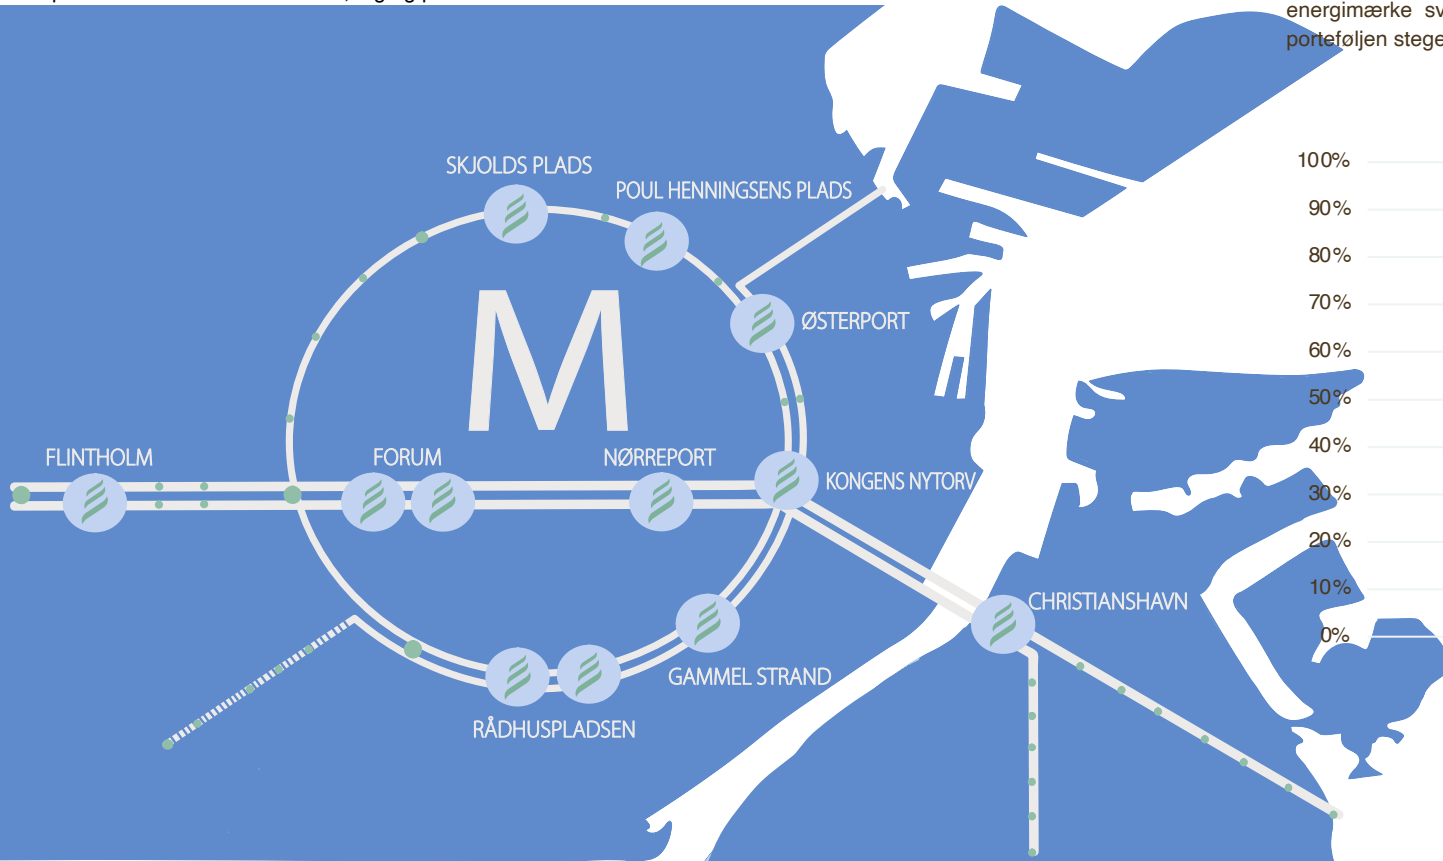 energimærke sv
porteføljen stege
SKJOLDS PLADS
POUL HENNINGSENS PLADS
M
ØSTERPORT
FLINTHOLM
FORUM
NØRREPORT
KONGENS NYTORV
CHRISTIANSHAVN
GAMMEL STRAND
RÅDHUSPLADSEN
100%
90%
80%
70%
60%
50%
40%
30%
20%
10%
0%